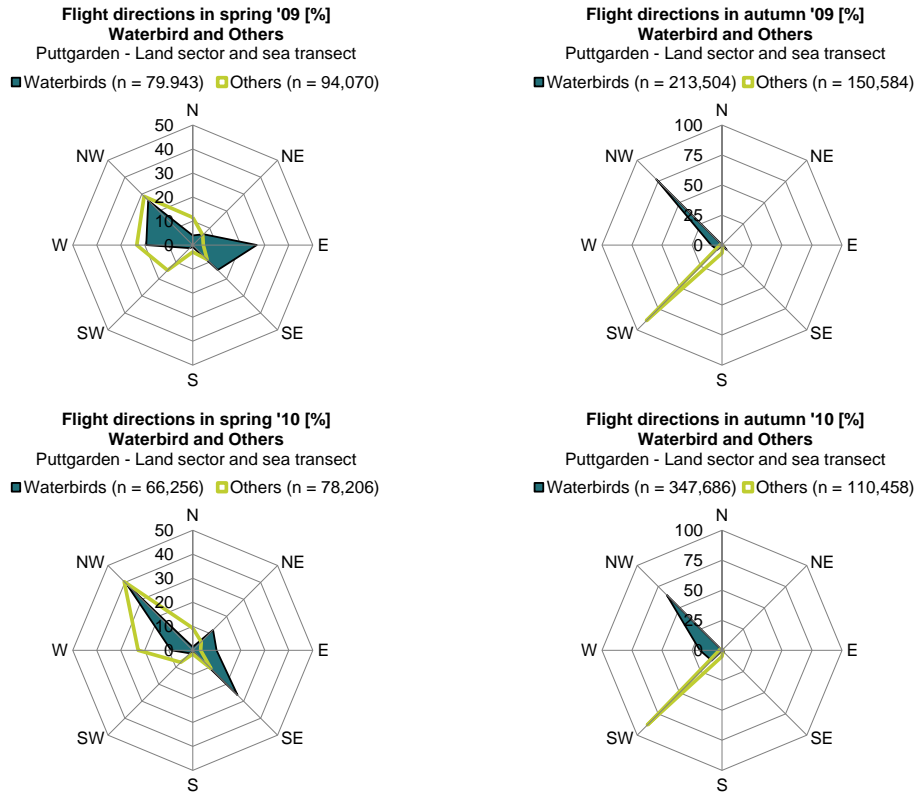 Flight directions in spring '09 [%]
Waterbird and Others
Puttgarden - Land sector and sea transect
Waterbirds (n = 79.943) Others (n = 94,070)
N
50
40
30
20
10
0
NW
NE
W
E
SW
SE
S
Flight directions in autumn '09 [%]
Waterbird and Others
Puttgarden - Land sector and sea transect
Waterbirds (n = 213,504) Others (n = 150,584)
N
100
75
50
25
0
NW
NE
W
E
SW
SE
S
Flight directions in spring '10 [%]
Waterbird and Others
Puttgarden - Land sector and sea transect
Waterbirds (n = 66,256) Others (n = 78,206)
N
50
40
30
20
10
0
NW
NE
W
E
SW
SE
S
Flight directions in autumn '10 [%]
Waterbird and Others
Puttgarden - Land sector and sea transect
Waterbirds (n = 347,686) Others (n = 110,458)
N
100
75
50
25
0
NW
NE
W
E
SW
SE
S